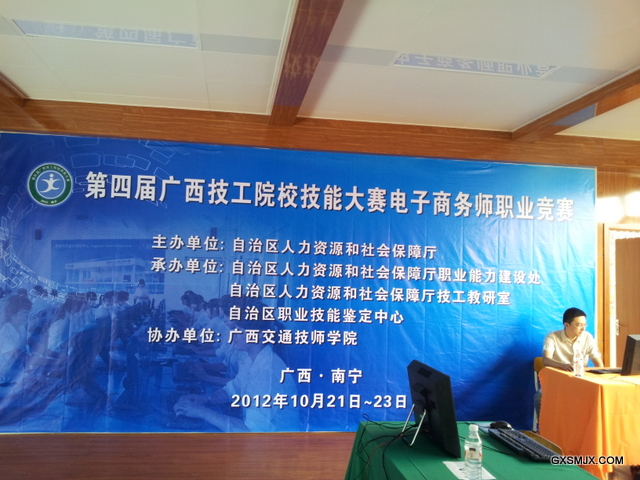 第四届广西技工院校技能大赛电子商务师职业竞赛
主办单位: 自治区人力资源和社会保障厅
承办单位: 自治区人力资源和社会保障厅职业能力建设处
自治区人力资源和社会保障厅技工教研室
自治区职业技能鉴定中心
协办单位: 广西交通技师学院
广西·南宁
2012年10月21日~23日
GXSMJX.COM